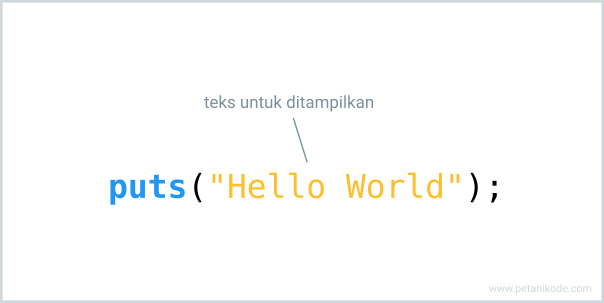 teks untuk ditampilkan
puts("Hello World");
www.petanikode.com